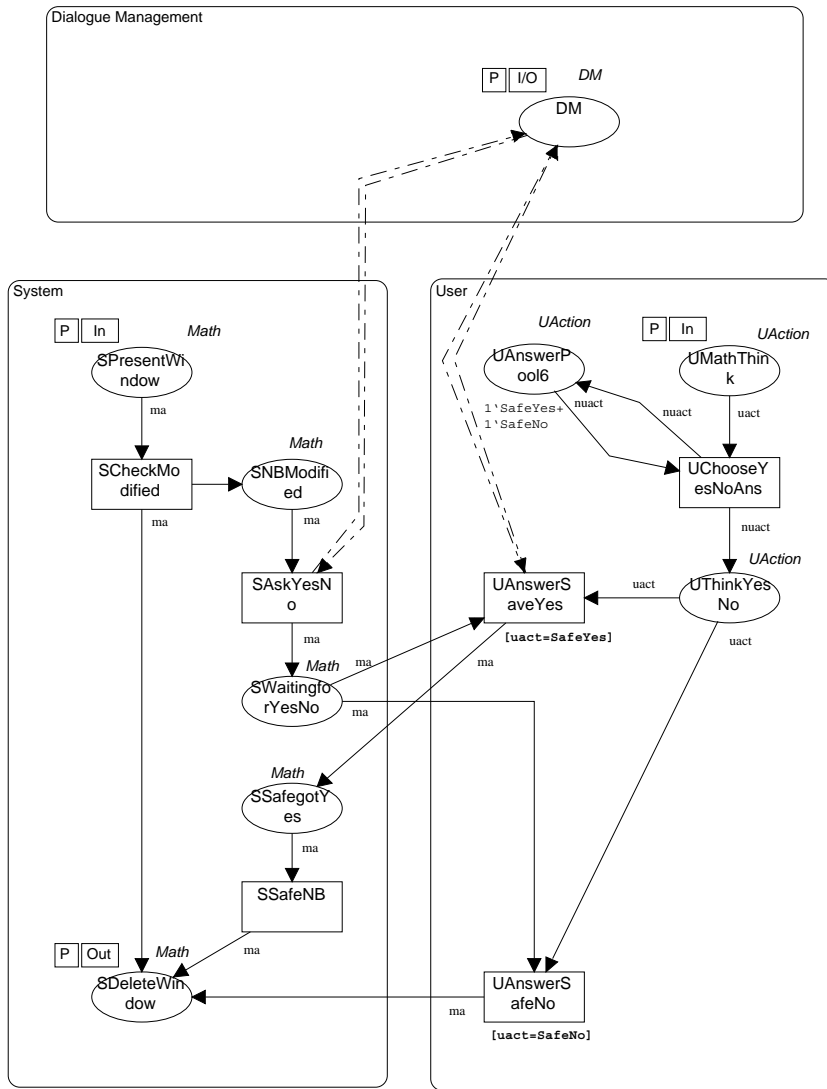 Dialogue Management
P I/O DM
DM
System
P In Math
SPresentWi
ndow
ma
SCheckMo
dified
ma
Math
SNBModifi
ed
ma
SAskYesN
o
ma
Math
SWaitingfo
rYesNo
ma
ma
Math
SSafegotY
es
ma
SSafeNB
ma
P Out Math
SDeleteWi
ndow
User
UAction
UAnswerP
ool6
1`SafeYes+
1`SafeNo
nuact
nuact
P In UAction
UMathThin
k
uact
UChooseY
esNoAns
nuact
UAction
UThinkYes
No
uact
uact
UAnswerS
aveYes
[uact=SafeYes]
ma
UAnswerS
afeNo
ma
[uact=SafeNo]